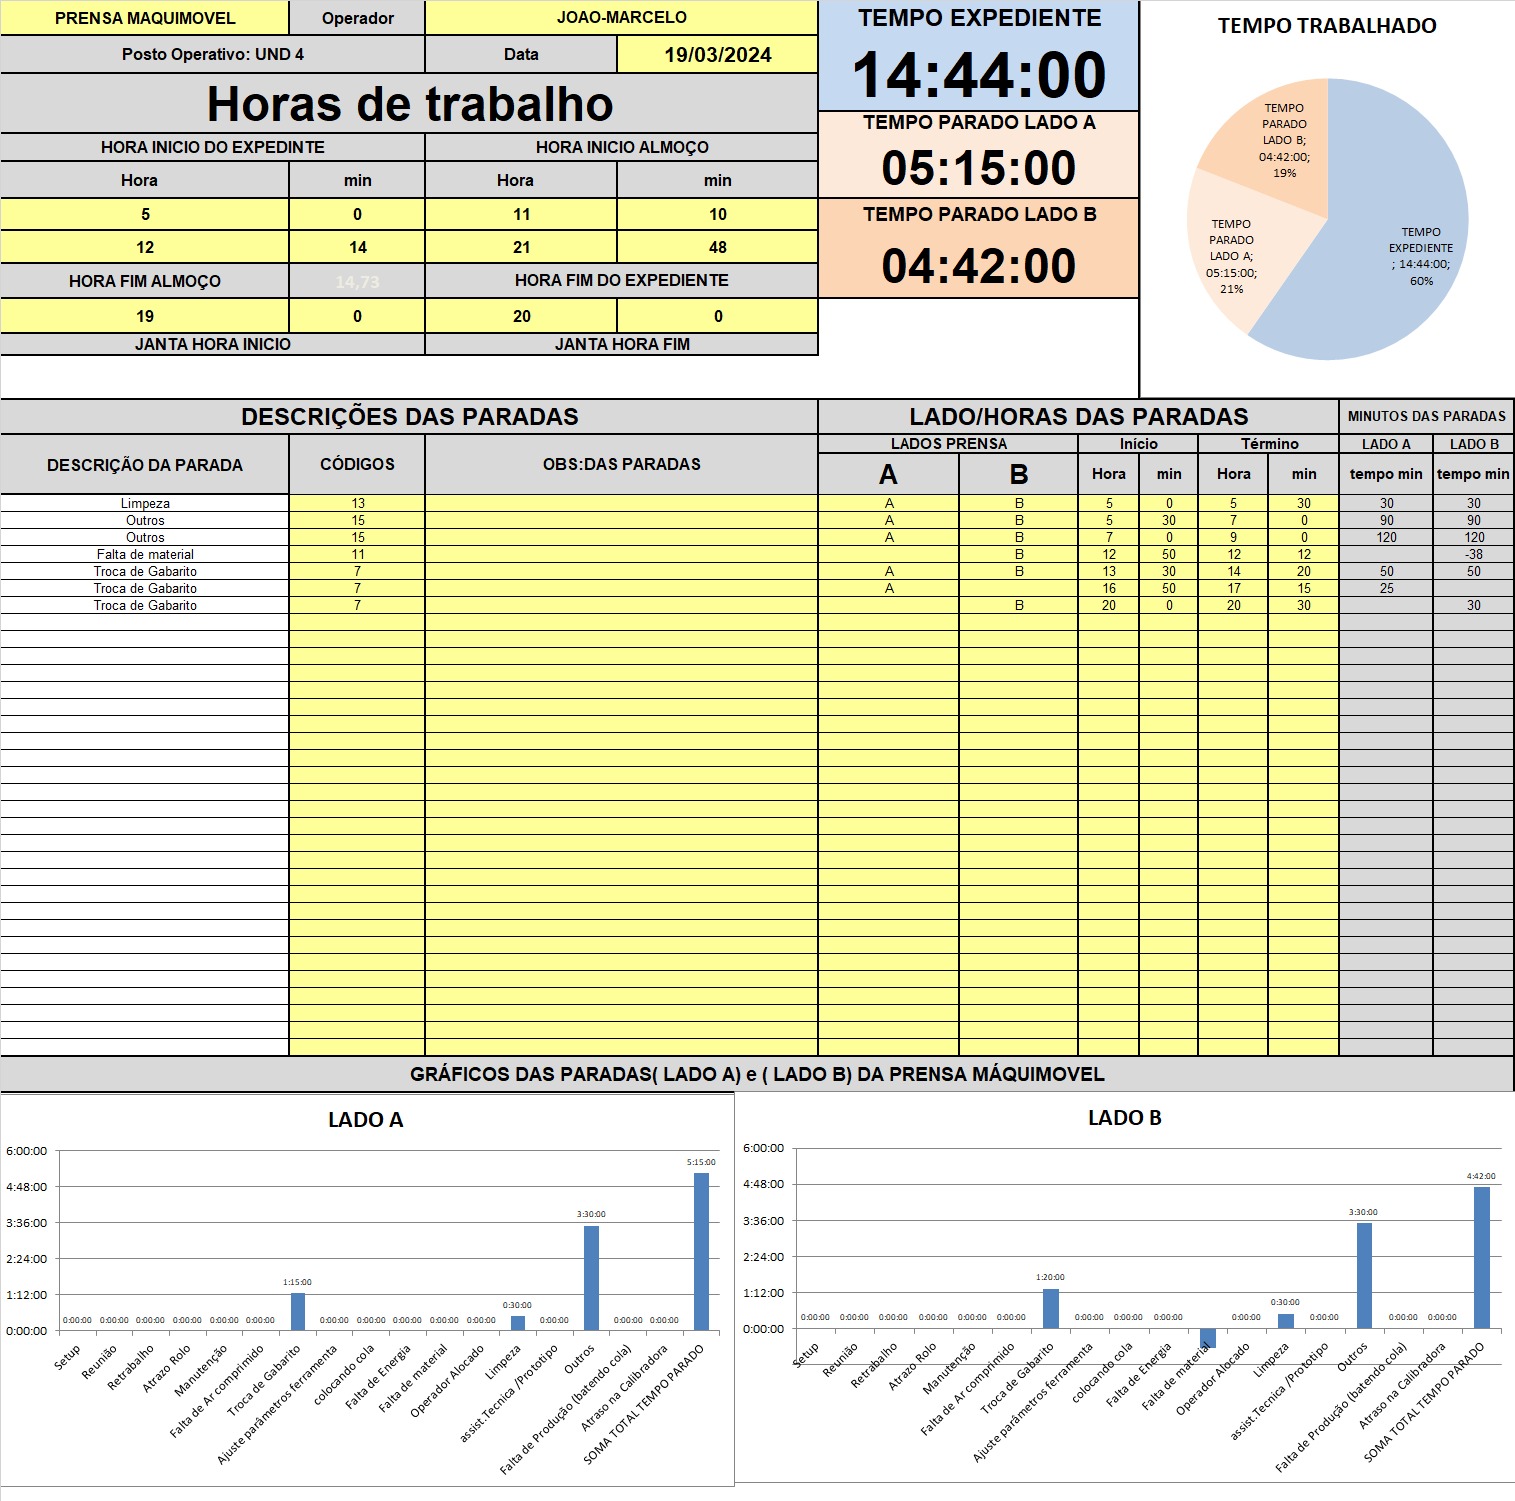 PRENSA MAQUIMOVEL Operador JOAO-MARCELO
Posto Operativo: UND 4 Data 19/03/2024
Horas de trabalho
HORA INICIO DO EXPEDINTE HORA INICIO ALMOÇO
Hora min Hora min
5 0 11 10
12 14 21 48
HORA FIM ALMOÇO 14,73 HORA FIM DO EXPEDIENTE
19 0 20 0
JANTA HORA INICIO JANTA HORA FIM
TEMPO EXPEDIENTE
14:44:00
TEMPO PARADO LADO A
05:15:00
TEMPO PARADO LADO B
04:42:00
TEMPO TRABALHADO
TEMPO
PARADO
LADO B;
04:42:00;
19%
TEMPO
PARADO
LADO A;
05:15:00;
21%
TEMPO
EXPEDIENTE
; 14:44:00;
60%
DESCRIÇÕES DAS PARADAS LADO/HORAS DAS PARADAS MINUTOS DAS PARADAS
DESCRIÇÃO DA PARADA CÓDIGOS OBS:DAS PARADAS LADOS PRENSA Início Término LADO A LADO B
A B Hora min Hora min tempo min tempo min
Limpeza 13 A B 5 0 5 30 30 30
Outros 15 A B 5 30 7 0 90 90
Outros 15 A B 7 0 9 0 120 120
Falta de material 11 B 12 50 12 12 -38
Troca de Gabarito 7 A B 13 30 14 20 50 50
Troca de Gabarito 7 A 16 50 17 15 25
Troca de Gabarito 7 B 20 0 20 30 30
GRÁFICOS DAS PARADAS( LADO A) e ( LADO B) DA PRENSA MÁQUIMOVEL
LADO A
6:00:00
4:48:00
3:36:00
2:24:00
1:12:00
0:00:00
0:00:00 0:00:00 0:00:00 0:00:00 0:00:00 0:00:00 1:15:00 0:00:00 0:00:00 0:00:00 0:00:00 0:00:00 0:30:00 0:00:00 3:30:00 0:00:00 0:00:00 5:15:00
Setup
Reunião
Retrabalho
Atrazo Rolo
Manutenção
Falta de Ar comprimido
Troca de Gabarito
Ajuste parâmetros ferramenta
colocando cola
Falta de Energia
Falta de material
Operador Alocado
Limpeza
assist.Tecnica /Prototipo
Outros
Falta de Produção (batendo cola)
Atraso na Calibradora
SOMA TOTAL TEMPO PARADO
LADO B
6:00:00
4:48:00
3:36:00
2:24:00
1:12:00
0:00:00
0:00:00 0:00:00 0:00:00 0:00:00 0:00:00 0:00:00 1:20:00 0:00:00 0:00:00 0:00:00 0:00:00 0:30:00 0:00:00 3:30:00 0:00:00 0:00:00 4:42:00
Setup
Reunião
Retrabalho
Atrazo Rolo
Manutenção
Falta de Ar comprimido
Troca de Gabarito
Ajuste parâmetros ferramenta
colocando cola
Falta de Energia
Falta de material
Operador Alocado
Limpeza
assist.Tecnica /Prototipo
Outros
Falta de Produção (batendo cola)
Atraso na Calibradora
SOMA TOTAL TEMPO PARADO